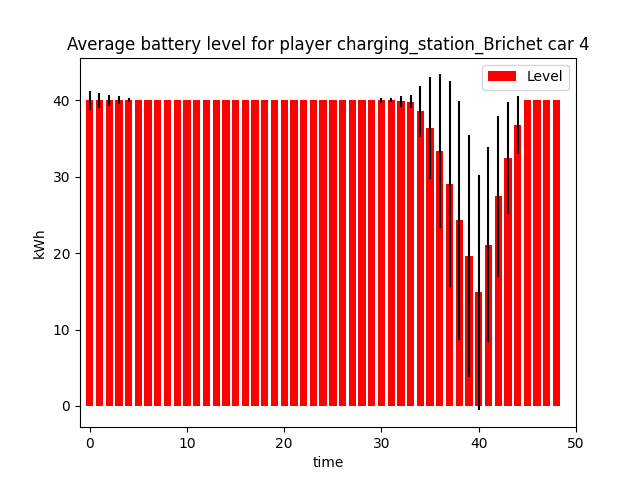 Average battery level for player charging_station_Brichet car 4
Level
kWh
40
30
20
10
0
0 10 20 30 40 50
time